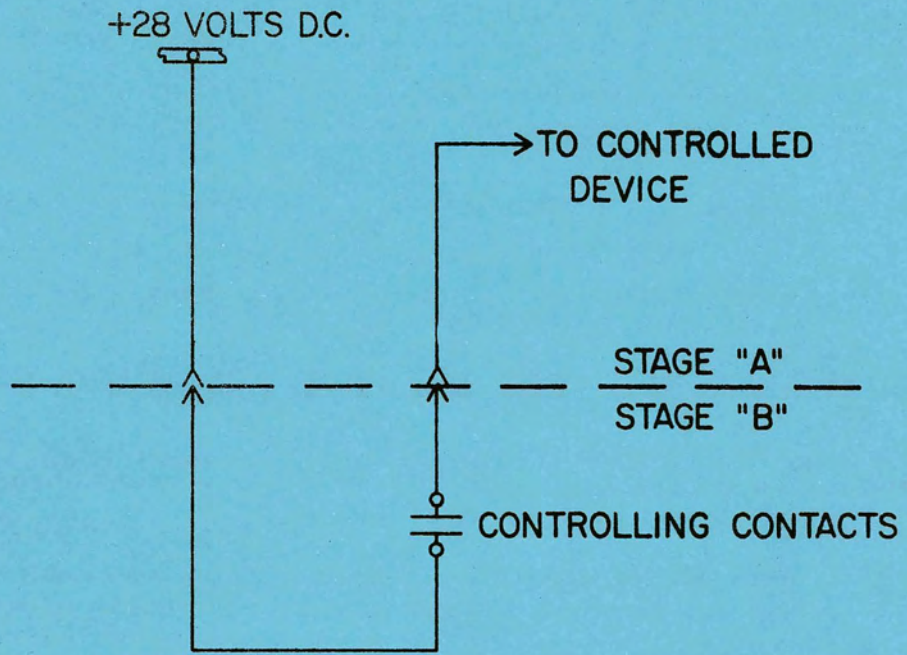 +28 VOLTS D.C.
TO CONTROLLED
DEVICE
STAGE "A"
STAGE "B"
CONTROLLING CONTACTS